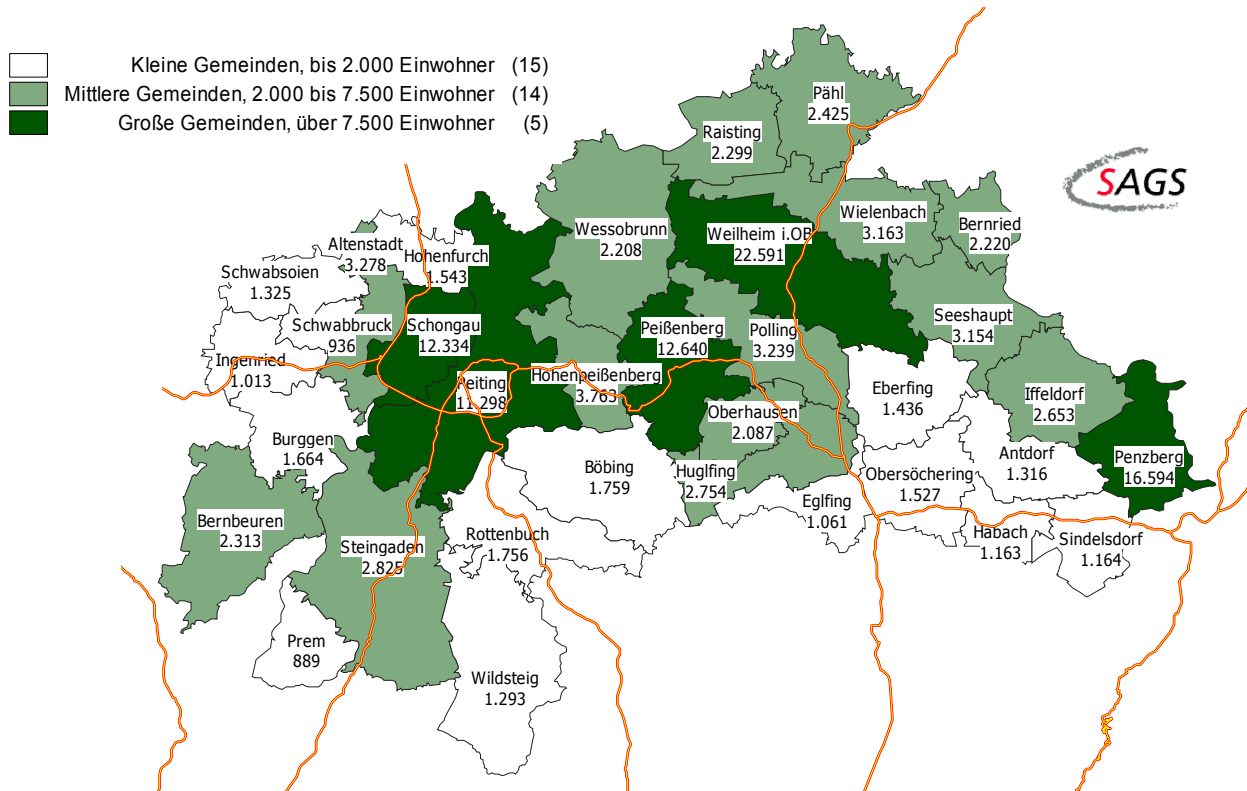 Kleine Gemeinden, bis 2.000 Einwohner (15)
Mittlere Gemeinden, 2.000 bis 7.500 Einwohner (14)
Große Gemeinden, über 7.500 Einwohner (5)
SAGS
Pähl
2.425
Raisting
2.299
Wielenbach
3.163
Bernried
2.220
Wessobrunn
2.208
Weilheim i.OB
22.591
Altenstadt
3.278
Hohenfurch
1.543
Schwabsoien
1.325
Schwabbruck
936
Schongau
12.334
Peißenberg
12.640
Polling
3.239
Seeshaupt
3.154
Ingenried
1.013
Peiting
11.298
Hohenpeißenberg
3.763
Eberfing
1.436
Iffeldorf
2.653
Oberhausen
2.087
Burggen
1.664
Böbing
1.759
Huglfing
2.754
Obersöchering
1.527
Antdorf
1.316
Penzberg
16.594
Eglfing
1.061
Bernbeuren
2.313
Steingaden
2.825
Rottenbuch
1.756
Habach
1.163
Sindelsdorf
1.164
Prem
889
Wildsteig
1.293